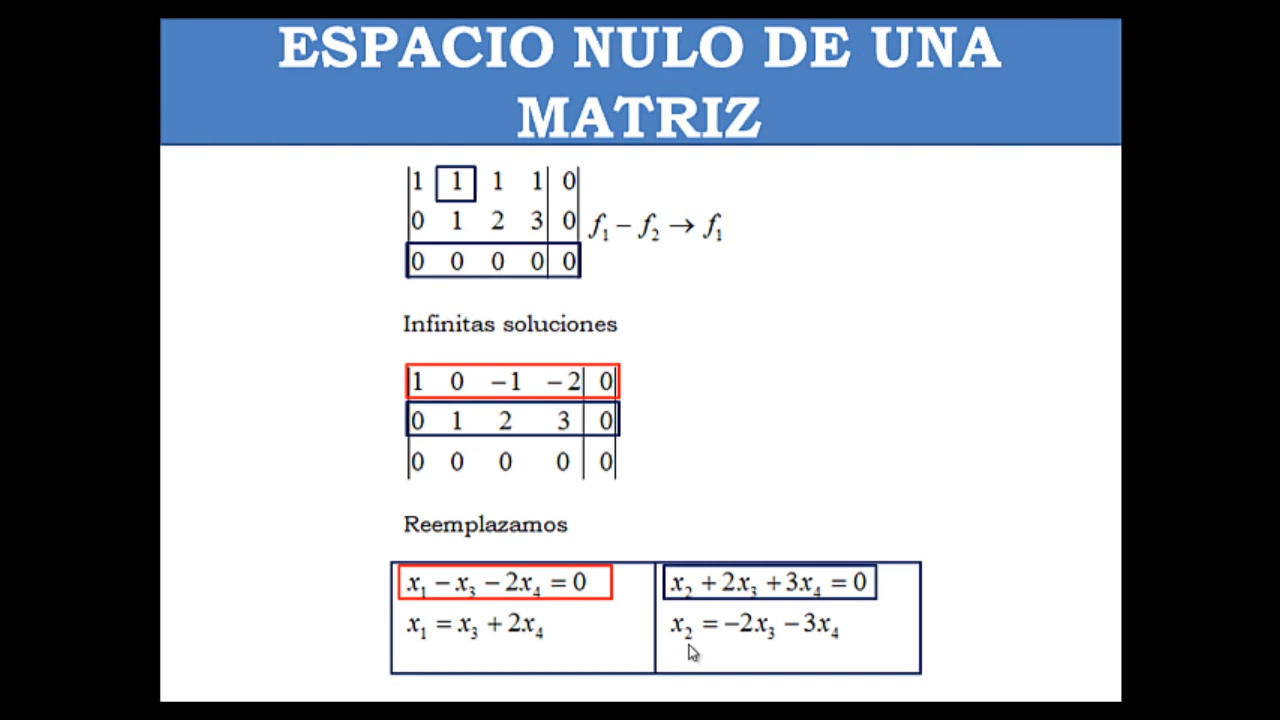 ESPACIO NULO DE UNA
MATRIZ
|1 1 1 1| 0|
|0 1 2 3| 0| f₁ − f₂ → f₁
|0 0 0 0| 0|
Infinitas soluciones
|1 0 −1 −2| 0|
|0 1 2 3| 0|
|0 0 0 0| 0|
Reemplazamos
x₁ − x₃ − 2x₄ = 0
x₁ = x₃ + 2x₄
x₂ + 2x₃ + 3x₄ = 0
x₂ = −2x₃ − 3x₄